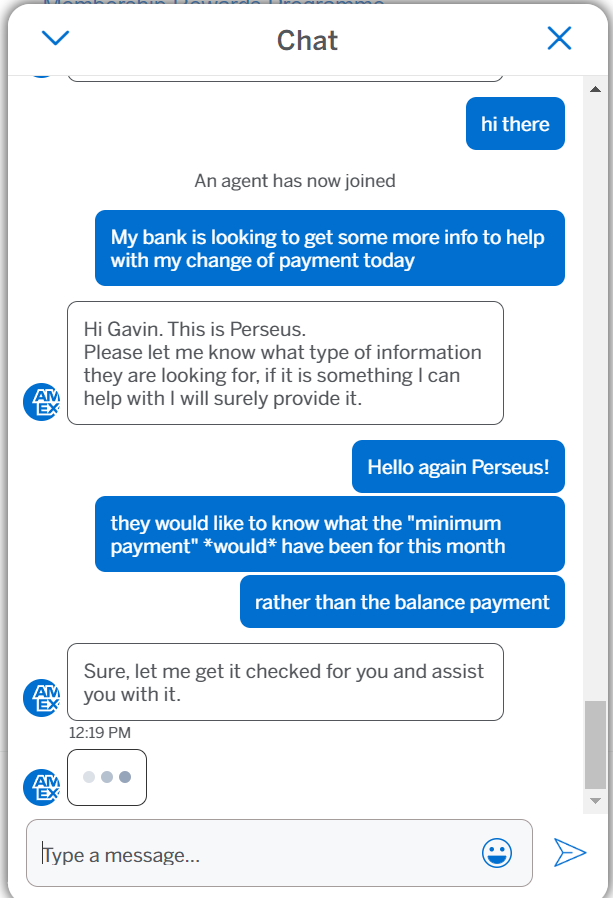 Membership Rewards Programme
Chat
hi there
An agent has now joined
My bank is looking to get some more info to help
with my change of payment today
Hi Gavin. This is Perseus.
Please let me know what type of information
they are looking for, if it is something I can
help with I will surely provide it.
AM
EX
Hello again Perseus!
they would like to know what the "minimum
payment" *would* have been for this month
rather than the balance payment
Sure, let me get it checked for you and assist
you with it.
AM
EX
12:19 PM
AM
EX
Type a message...